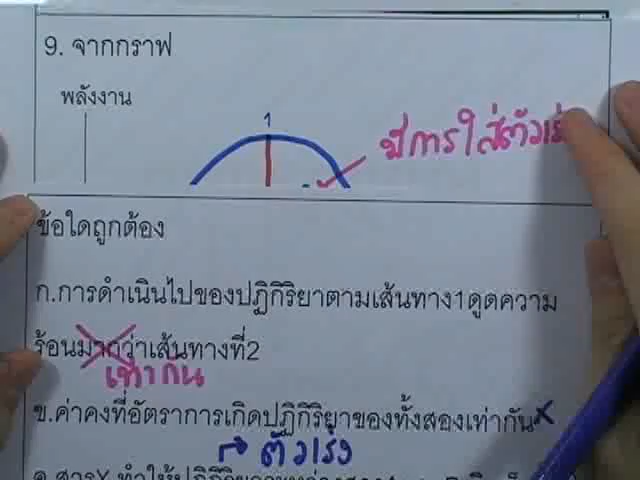 9. จากกราฟ
พลังงาน
1
มีการใส่ตัวเร่
ข้อใดถูกต้อง
ก.การดำเนินไปของปฏิกิริยาตามเส้นทาง1ดูดความ
ร้อนมากว่าเส้นทางที่2
เท่ากัน
ข.ค่าคงที่อัตราการเกิดปฏิกิริยาของทั้งสองเท่ากัน
→ ตัวเร่ง